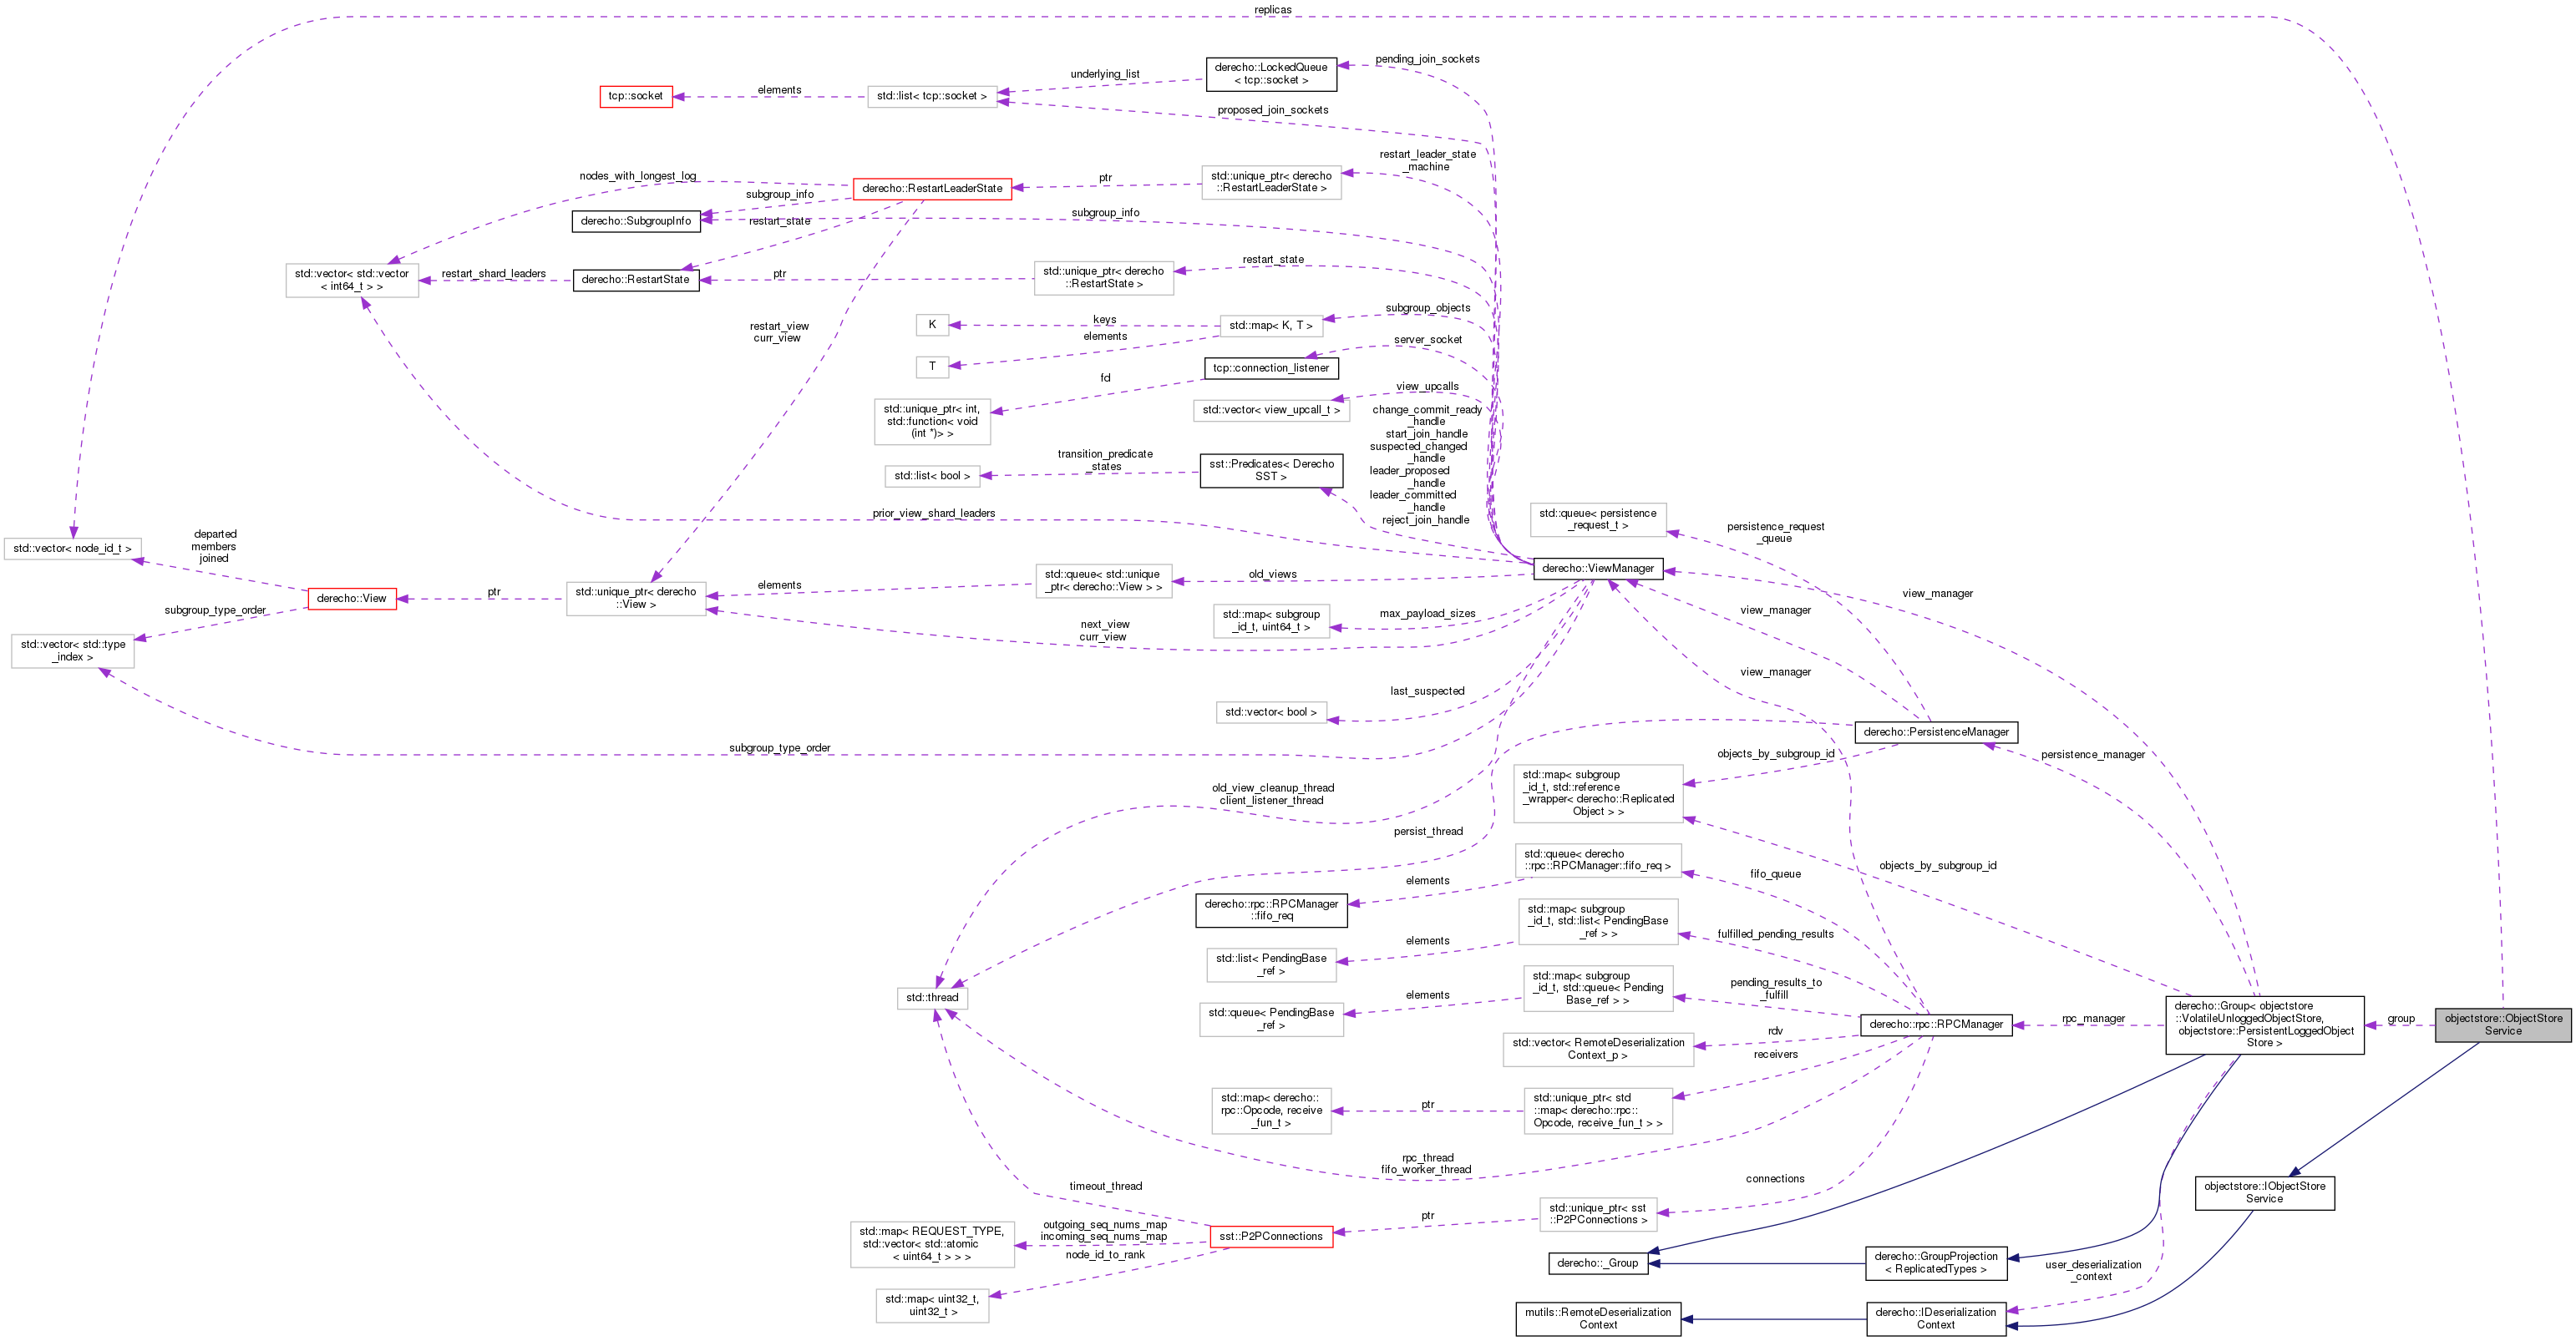 replicas
derecho::LockedQueue
< tcp::socket >
pending_join_sockets
underlying_list
tcp::socket
elements
std::list< tcp::socket >
proposed_join_sockets
restart_leader_state
_machine
nodes_with_longest_log
derecho::RestartLeaderState
ptr
std::unique_ptr< derecho
::RestartLeaderState >
subgroup_info
derecho::SubgroupInfo
restart_state
subgroup_info
std::vector< std::vector
< int64_t > >
restart_shard_leaders
derecho::RestartState
ptr
std::unique_ptr< derecho
::RestartState >
restart_state
restart_view
curr_view
K
keys
std::map< K, T >
subgroup_objects
T
elements
tcp::connection_listener
server_socket
fd
std::unique_ptr< int,
std::function< void
(int *)> >
std::vector< view_upcall_t >
view_upcalls
change_commit_ready
_handle
start_join_handle
suspected_changed
_handle
leader_proposed
_handle
leader_committed
_handle
reject_join_handle
std::list< bool >
transition_predicate
_states
sst::Predicates< Derecho
SST >
prior_view_shard_leaders
std::queue< persistence
_request_t >
persistence_request
_queue
std::vector< node_id_t >
departed
members
joined
derecho::View
ptr
std::unique_ptr< derecho
::View >
elements
std::queue< std::unique
_ptr< derecho::View > >
old_views
derecho::ViewManager
view_manager
view_manager
view_manager
subgroup_type_order
std::vector< std::type
_index >
next_view
curr_view
std::map< subgroup
_id_t, uint64_t >
max_payload_sizes
std::vector< bool >
last_suspected
subgroup_type_order
derecho::PersistenceManager
persistence_manager
objects_by_subgroup_id
std::map< subgroup
_id_t, std::reference
_wrapper< derecho::Replicated
Object > >
old_view_cleanup_thread
client_listener_thread
persist_thread
objects_by_subgroup_id
std::queue< derecho
::rpc::RPCManager::fifo_req >
fifo_queue
elements
derecho::rpc::RPCManager
::fifo_req
std::map< subgroup
_id_t, std::list< PendingBase
_ref > >
fulfilled_pending_results
elements
std::list< PendingBase
_ref >
std::thread
std::map< subgroup
_id_t, std::queue< Pending
Base_ref > >
pending_results_to
_fulfill
elements
std::queue< PendingBase
_ref >
derecho::rpc::RPCManager
rpc_manager
derecho::Group< objectstore
::VolatileUnloggedObjectStore,
objectstore::PersistentLoggedObject
Store >
group
objectstore::ObjectStore
Service
rdv
std::vector< RemoteDeserialization
Context_p >
receivers
std::map< derecho::
rpc::Opcode, receive
_fun_t >
ptr
std::unique_ptr< std
::map< derecho::rpc::
Opcode, receive_fun_t > >
rpc_thread
fifo_worker_thread
timeout_thread
connections
objectstore::IObjectStore
Service
std::unique_ptr< sst
::P2PConnections >
ptr
sst::P2PConnections
outgoing_seq_nums_map
incoming_seq_nums_map
std::map< REQUEST_TYPE,
std::vector< std::atomic
< uint64_t > > >
node_id_to_rank
std::map< uint32_t,
uint32_t >
derecho::_Group
derecho::GroupProjection
< ReplicatedTypes >
user_deserialization
_context
mutils::RemoteDeserialization
Context
derecho::IDeserialization
Context